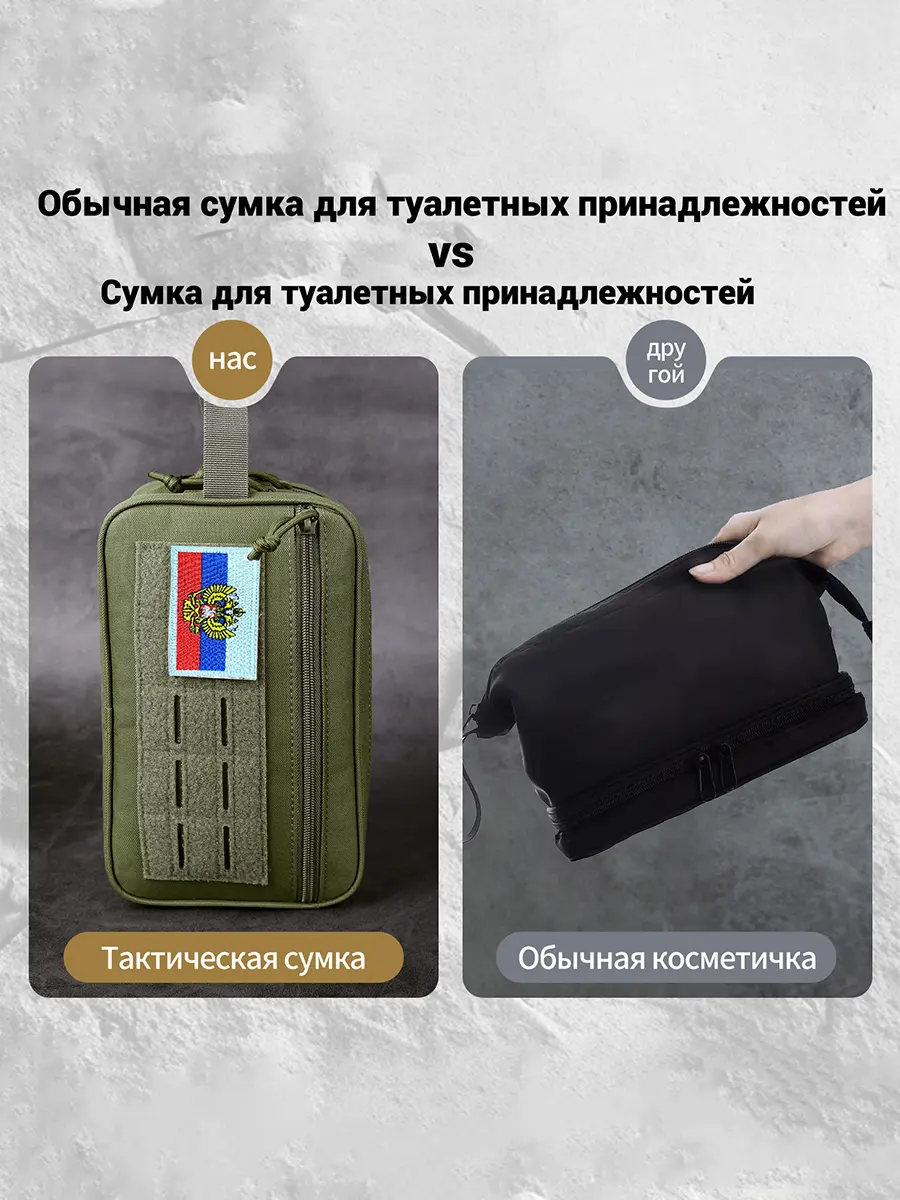 Обычная сумка для туалетных принадлежностей
vs
Сумка для туалетных принадлежностей
нас
дру
гой
Тактическая сумка
Обычная косметичка